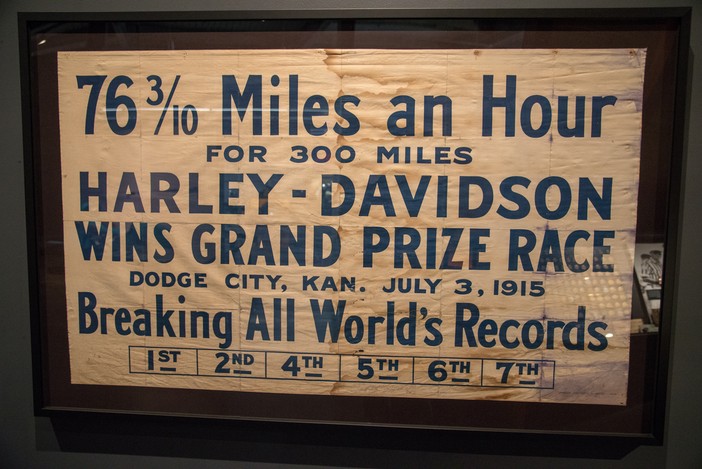 76 3/10 Miles an Hour
FOR 300 MILES
HARLEY-DAVIDSON
WINS GRAND PRIZE RACE
DODGE CITY, KAN. JULY 3, 1915
Breaking All World's Records
1ST 2ND 4TH 5TH 6TH 7TH